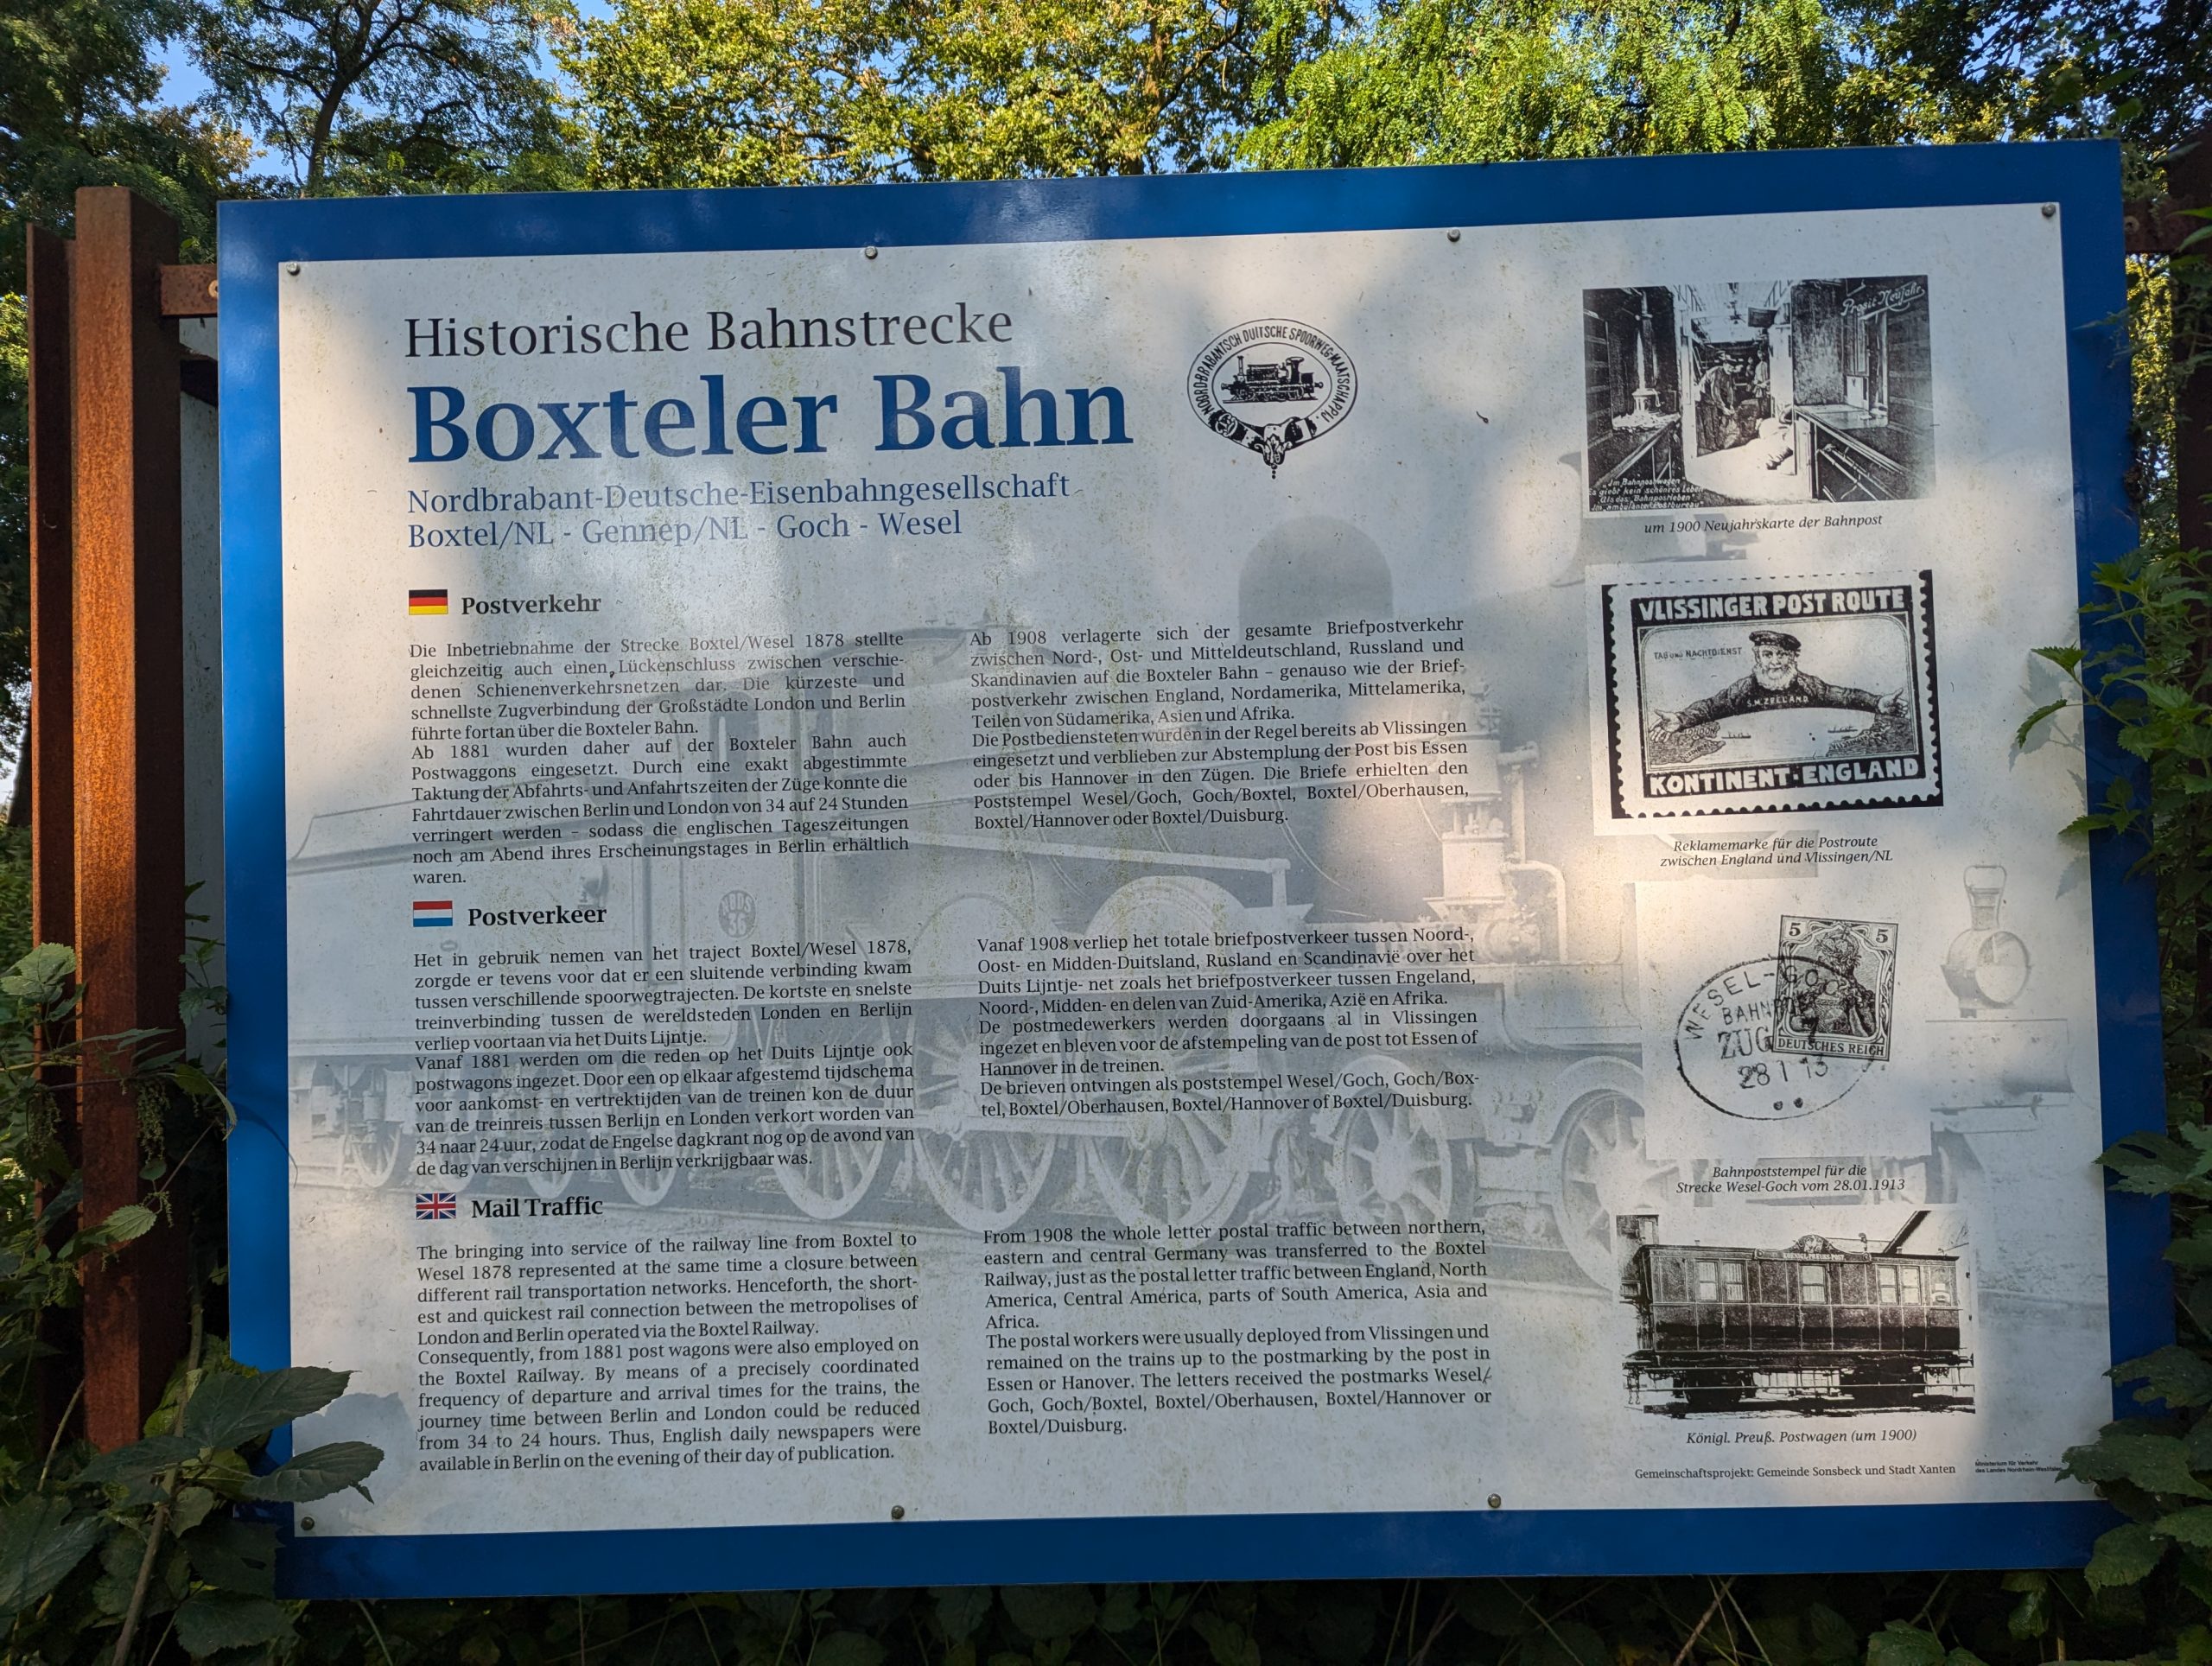 Historische Bahnstrecke
Boxteler Bahn
Nordbrabant-Deutsche-Eisenbahngesellschaft
Boxtel/NL - Gennep/NL - Goch - Wesel
NOORD-BRABANTSCH DUITSCHE SPOORWEG-MAATSCHAPPIJ
Postverkehr
Die Inbetriebnahme der Strecke Boxtel/Wesel 1878 stellte
gleichzeitig auch einen Lückenschluss zwischen verschie-
denen Schienenverkehrsnetzen dar. Die kürzeste und
schnellste Zugverbindung der Großstädte London und Berlin
führte fortan über die Boxteler Bahn.
Ab 1881 wurden daher auf der Boxteler Bahn auch
Postwaggons eingesetzt. Durch eine exakt abgestimmte
Taktung der Abfahrts- und Anfahrtszeiten der Züge konnte die
Fahrtdauer zwischen Berlin und London von 34 auf 24 Stunden
verringert werden – sodass die englischen Tageszeitungen
noch am Abend ihres Erscheinungstages in Berlin erhältlich
waren.
Ab 1908 verlagerte sich der gesamte Briefpostverkehr
zwischen Nord-, Ost- und Mitteldeutschland, Russland und
Skandinavien auf die Boxteler Bahn – genauso wie der Brief-
postverkehr zwischen England, Nordamerika, Mittelamerika,
Teilen von Südamerika, Asien und Afrika.
Die Postbediensteten wurden in der Regel bereits ab Vlissingen
eingesetzt und verblieben zur Abstemplung der Post bis Essen
oder bis Hannover in den Zügen. Die Briefe erhielten den
Poststempel Wesel/Goch, Goch/Boxtel, Boxtel/Oberhausen,
Boxtel/Hannover oder Boxtel/Duisburg.
Postverkeer
Het in gebruik nemen van het traject Boxtel/Wesel 1878,
zorgde er tevens voor dat er een sluitende verbinding kwam
tussen verschillende spoorwegtrajecten. De kortste en snelste
treinverbinding tussen de wereldsteden Londen en Berlijn
verliep voortaan via het Duits Lijntje.
Vanaf 1881 werden om die reden op het Duits Lijntje ook
postwagons ingezet. Door een op elkaar afgestemd tijdschema
voor aankomst- en vertrektijden van de treinen kon de duur
van de treinreis tussen Berlijn en Londen verkort worden van
34 naar 24 uur, zodat de Engelse dagkrant nog op de avond van
de dag van verschijnen in Berlijn verkrijgbaar was.
Vanaf 1908 verliep het totale briefpostverkeer tussen Noord-,
Oost- en Midden-Duitsland, Rusland en Scandinavië over het
Duits Lijntje- net zoals het briefpostverkeer tussen Engeland,
Noord-, Midden- en delen van Zuid-Amerika, Azië en Afrika.
De postmedewerkers werden doorgaans al in Vlissingen
ingezet en bleven voor de afstempeling van de post tot Essen of
Hannover in de treinen.
De brieven ontvingen als poststempel Wesel/Goch, Goch/Box-
tel, Boxtel/Oberhausen, Boxtel/Hannover of Boxtel/Duisburg.
Mail Traffic
The bringing into service of the railway line from Boxtel to
Wesel 1878 represented at the same time a closure between
different rail transportation networks. Henceforth, the short-
est and quickest rail connection between the metropolises of
London and Berlin operated via the Boxtel Railway.
Consequently, from 1881 post wagons were also employed on
the Boxtel Railway. By means of a precisely coordinated
frequency of departure and arrival times for the trains, the
journey time between Berlin and London could be reduced
from 34 to 24 hours. Thus, English daily newspapers were
available in Berlin on the evening of their day of publication.
From 1908 the whole letter postal traffic between northern,
eastern and central Germany was transferred to the Boxtel
Railway, just as the postal letter traffic between England, North
America, Central America, parts of South America, Asia and
Africa.
The postal workers were usually deployed from Vlissingen und
remained on the trains up to the postmarking by the post in
Essen or Hanover. The letters received the postmarks Wesel/
Goch, Goch/Boxtel, Boxtel/Oberhausen, Boxtel/Hannover or
Boxtel/Duisburg.
Prosit Neujahr
Im Bahnpostwagen
Es giebt kein schön'res Leben
Als das "Bahnpostleben"
um 1900 Neujahrskarte der Bahnpost
VLISSINGER POST ROUTE
TAG UND NACHTDIENST
S.M. ZEELAND
KONTINENT-ENGLAND
Reklamemarke für die Postroute
zwischen England und Vlissingen/NL
5 5
DEUTSCHES REICH
WESEL-GOCH
BAHNPOST
ZUG
28 1 13
Bahnpoststempel für die
Strecke Wesel-Goch vom 28.01.1913
Königl. Preuß. Postwagen (um 1900)
Gemeinschaftsprojekt: Gemeinde Sonsbeck und Stadt Xanten
Ministerium für Verkehr
des Landes Nordrhein-Westfalen